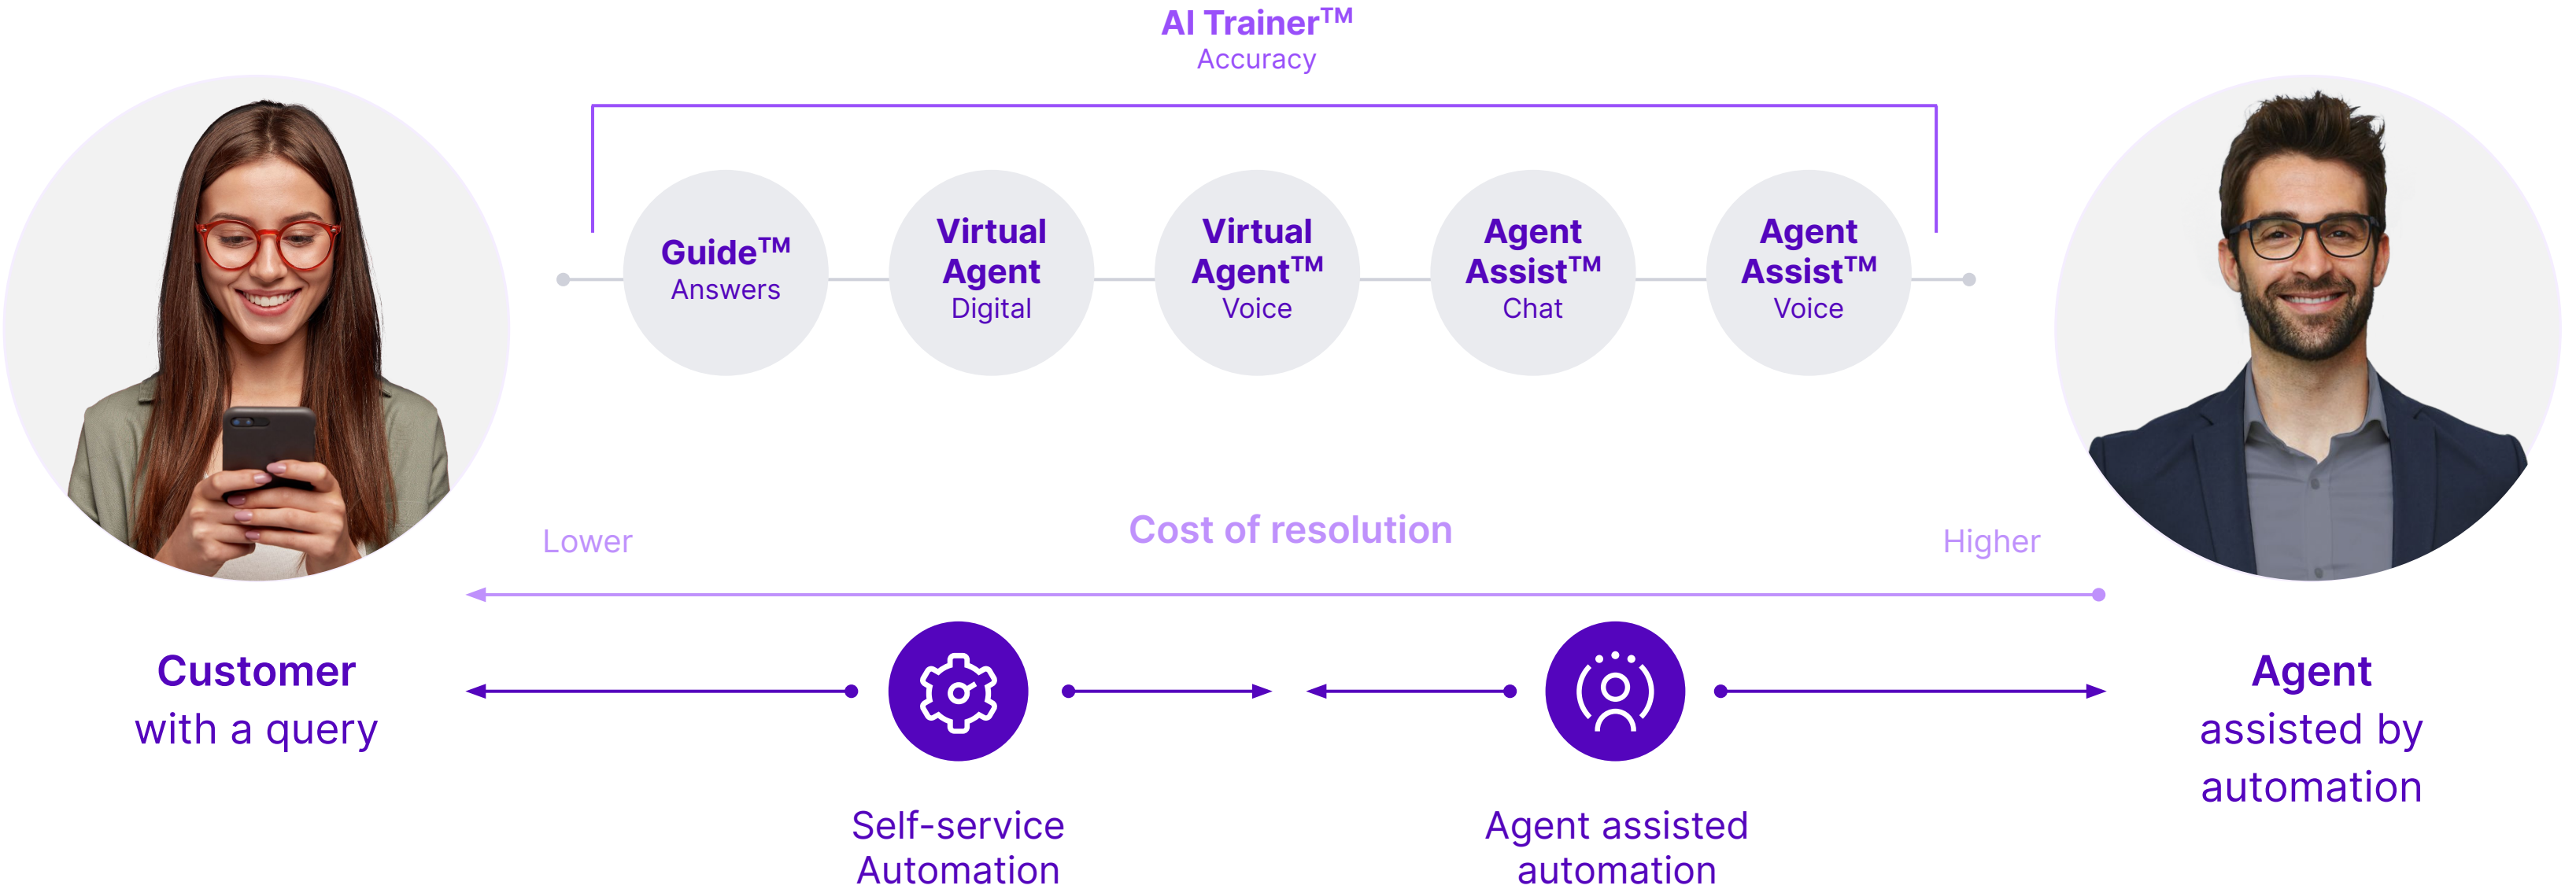 AI Trainer™
Accuracy
Guide™
Answers
Virtual
Agent
Digital
Virtual
Agent™
Voice
Agent
Assist™
Chat
Agent
Assist™
Voice
Lower
Cost of resolution
Higher
Customer
with a query
Self-service
Automation
Agent assisted
automation
Agent
assisted by
automation